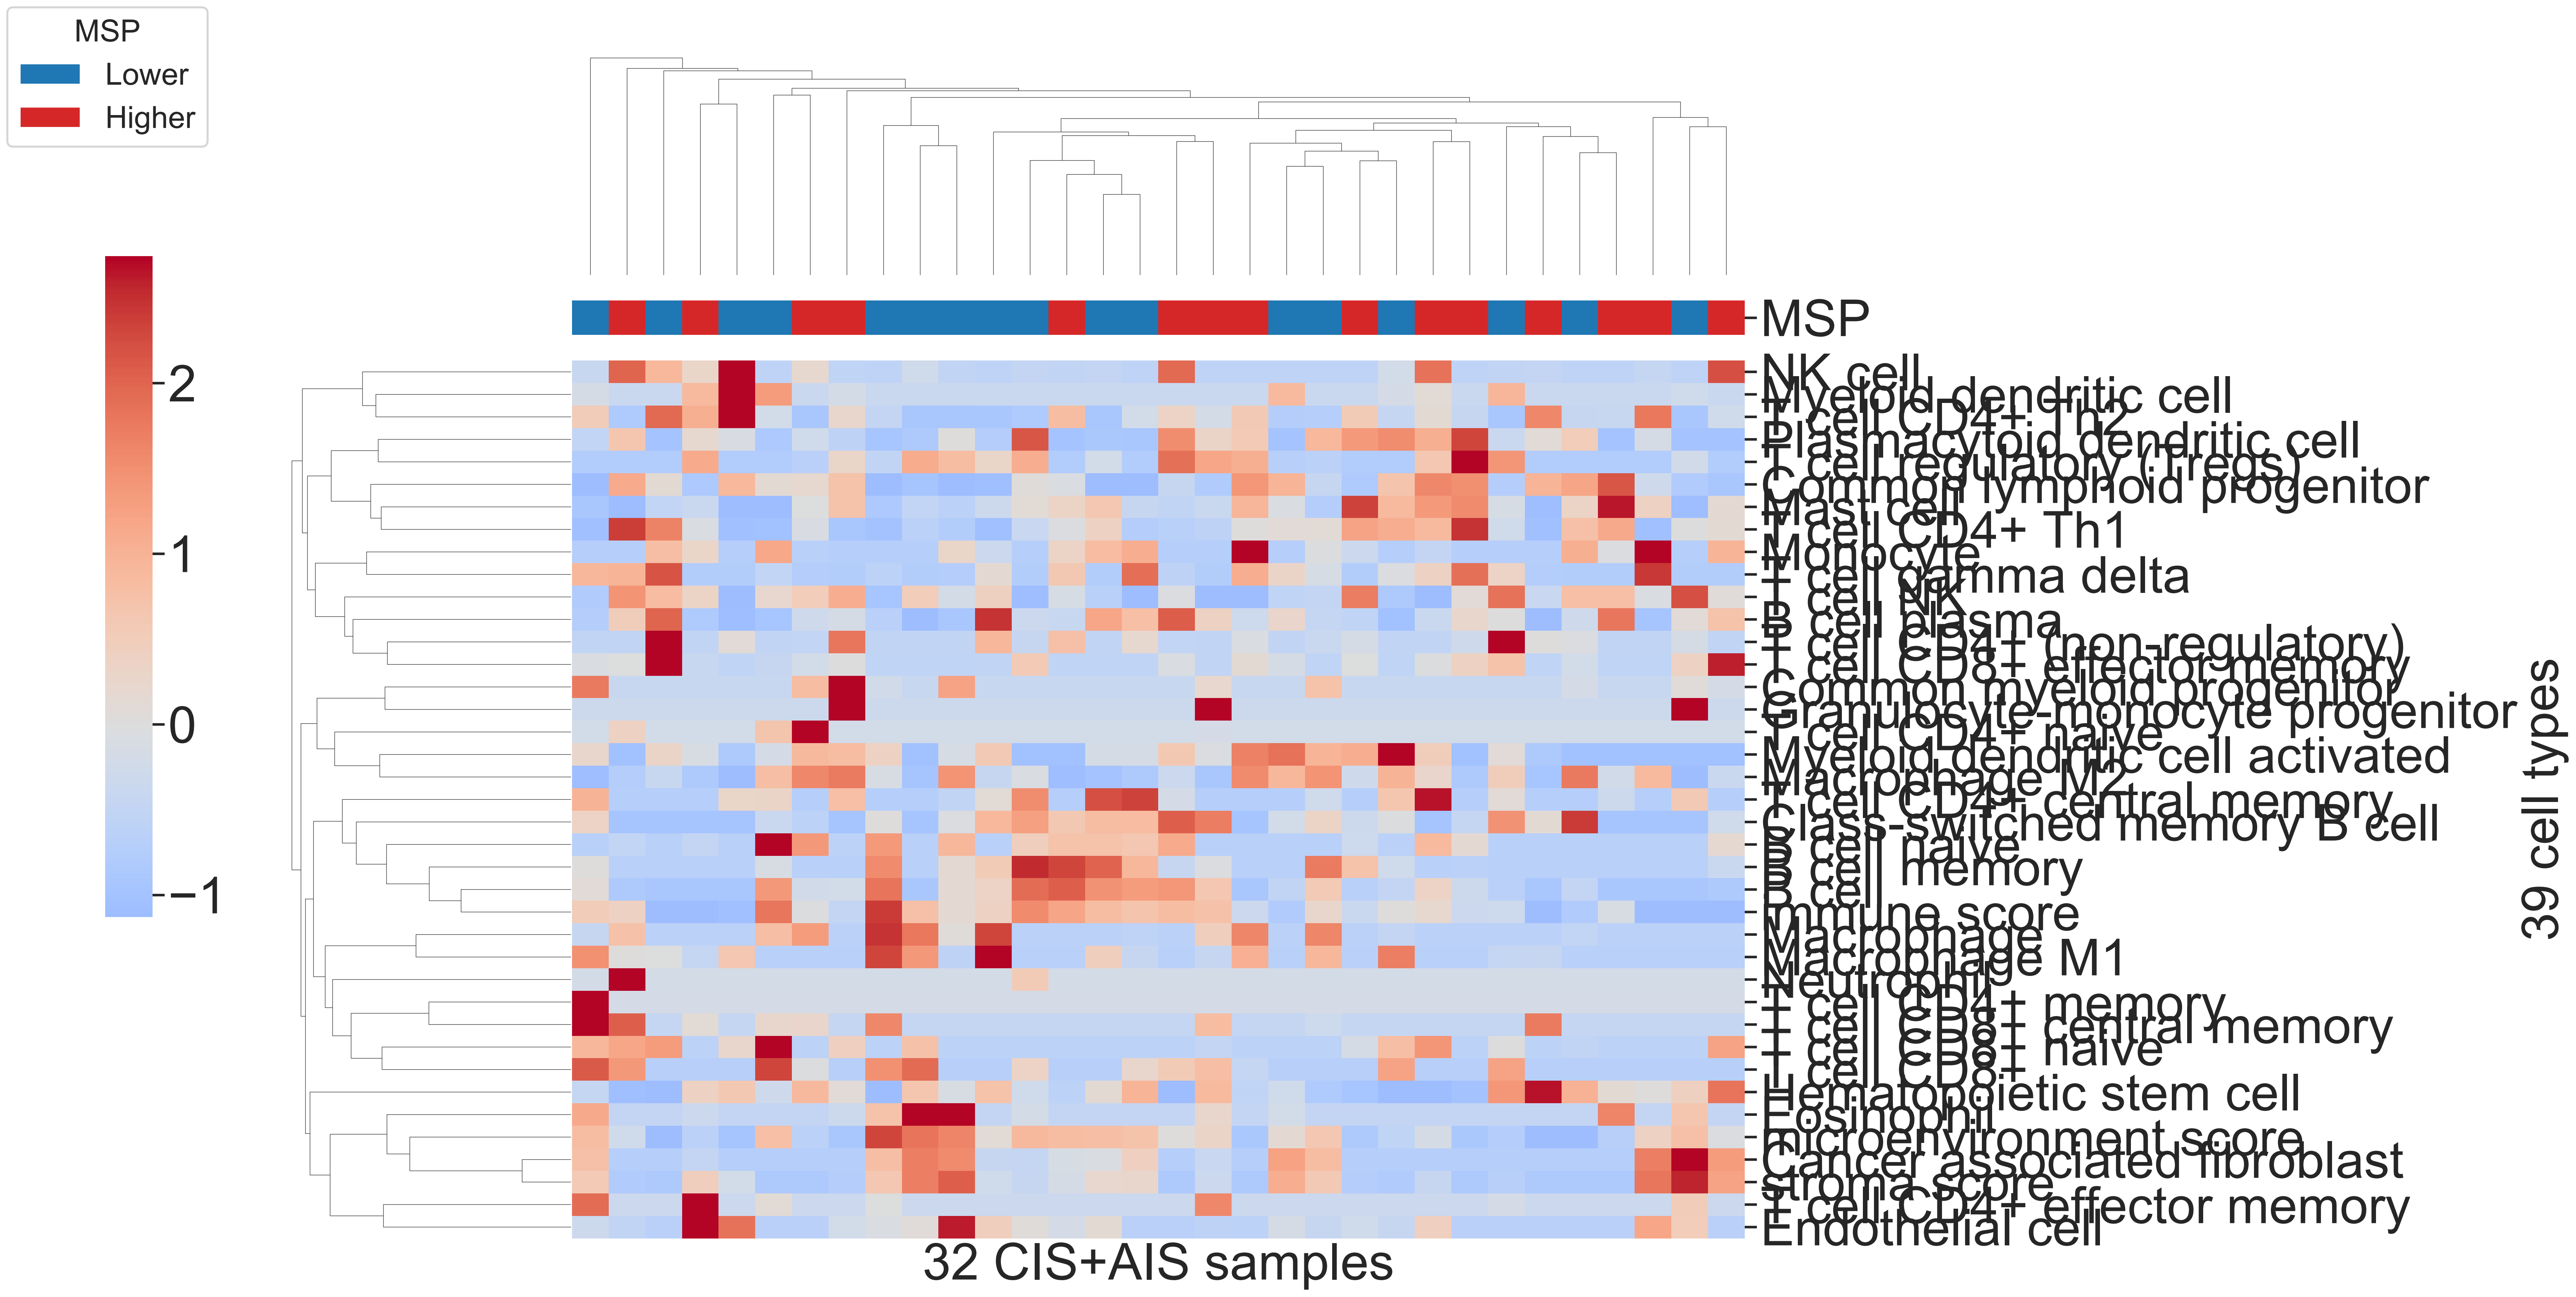 MSP
Lower
Higher
2
1
0
−1
MSP
NK cell
Myeloid dendritic cell
T cell CD4+ Th2
Plasmacytoid dendritic cell
T cell regulatory (Tregs)
Common lymphoid progenitor
Mast cell
T cell CD4+ Th1
Monocyte
T cell gamma delta
T cell NK
B cell plasma
T cell CD4+ (non-regulatory)
T cell CD8+ effector memory
Common myeloid progenitor
Granulocyte-monocyte progenitor
T cell CD4+ naive
Myeloid dendritic cell activated
Macrophage M2
T cell CD4+ central memory
Class-switched memory B cell
B cell naive
B cell memory
B cell
immune score
Macrophage
Macrophage M1
Neutrophil
T cell CD4+ memory
T cell CD8+ central memory
T cell CD8+ naive
T cell CD8+
Hematopoietic stem cell
Eosinophil
microenvironment score
Cancer associated fibroblast
stroma score
T cell CD4+ effector memory
Endothelial cell
39 cell types
32 CIS+AIS samples